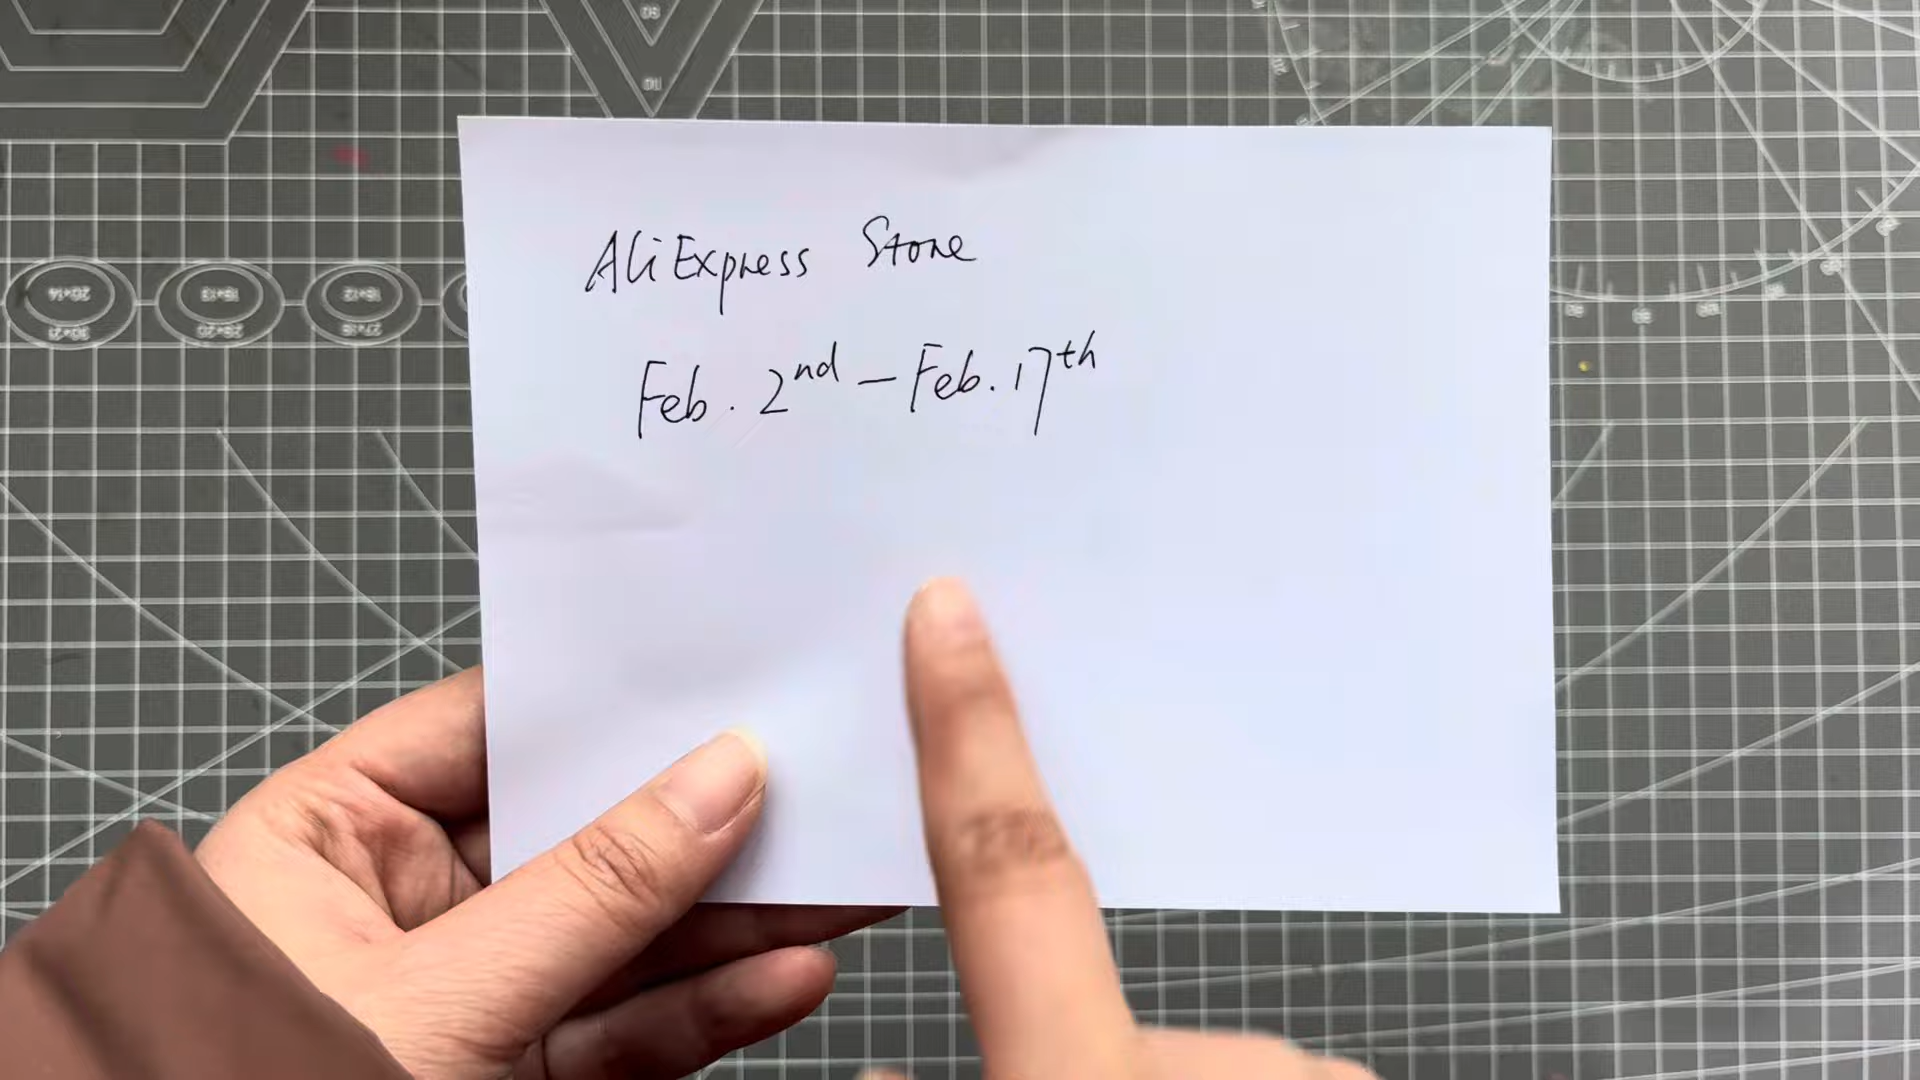 AliExpress Store
Feb. 2nd – Feb. 17th